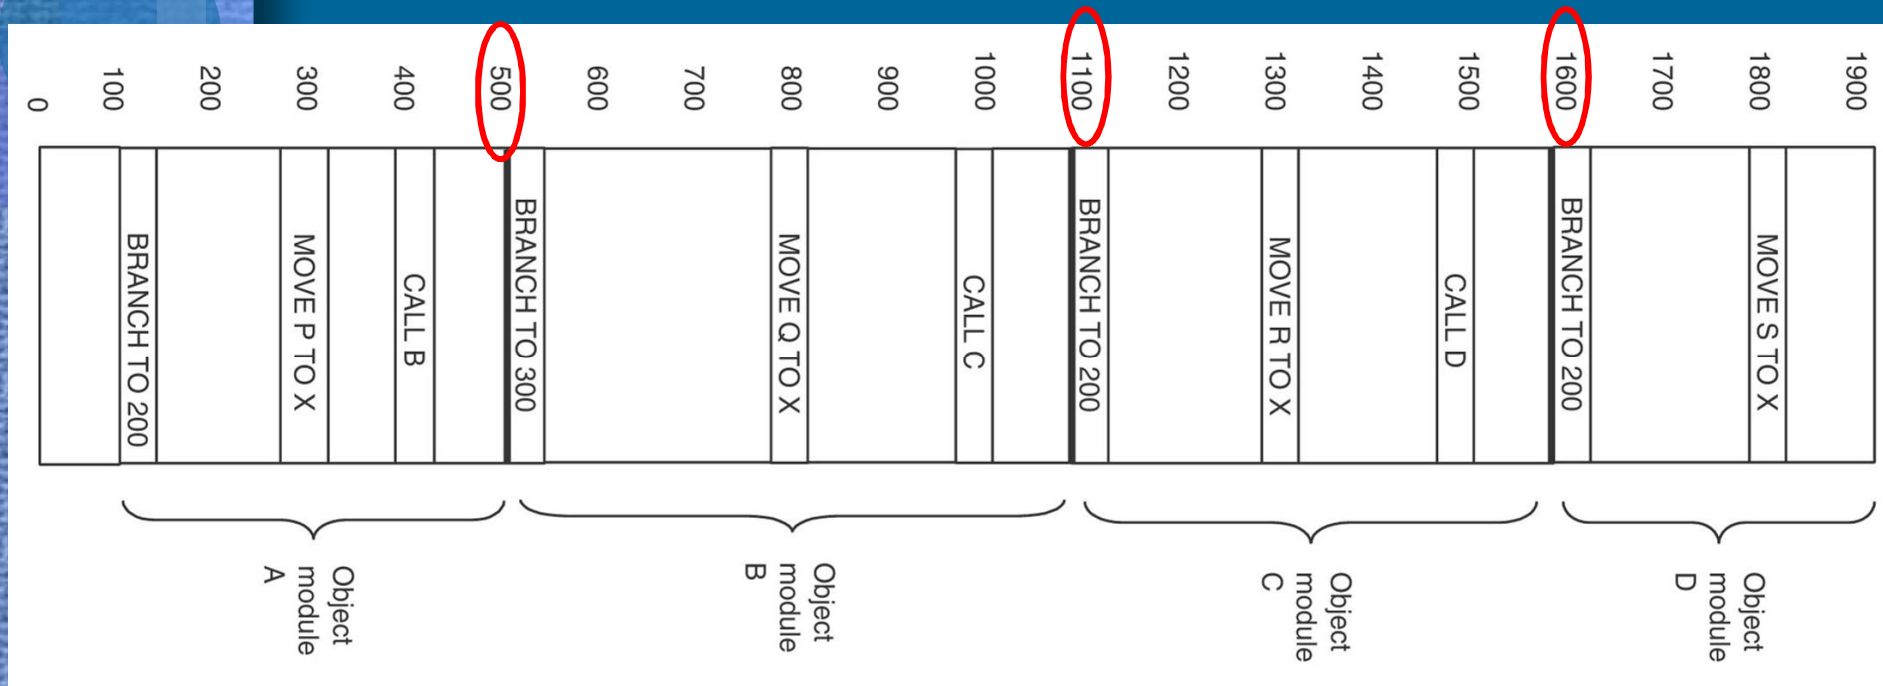 1900
1800
1700
1600
1500
1400
1300
1200
1100
1000
900
800
700
600
500
400
300
200
100
0
MOVE S TO X
BRANCH TO 200
CALL D
MOVE R TO X
BRANCH TO 200
CALL C
MOVE Q TO X
BRANCH TO 300
CALL B
MOVE P TO X
BRANCH TO 200
Object
module
D
Object
module
C
Object
module
B
Object
module
A